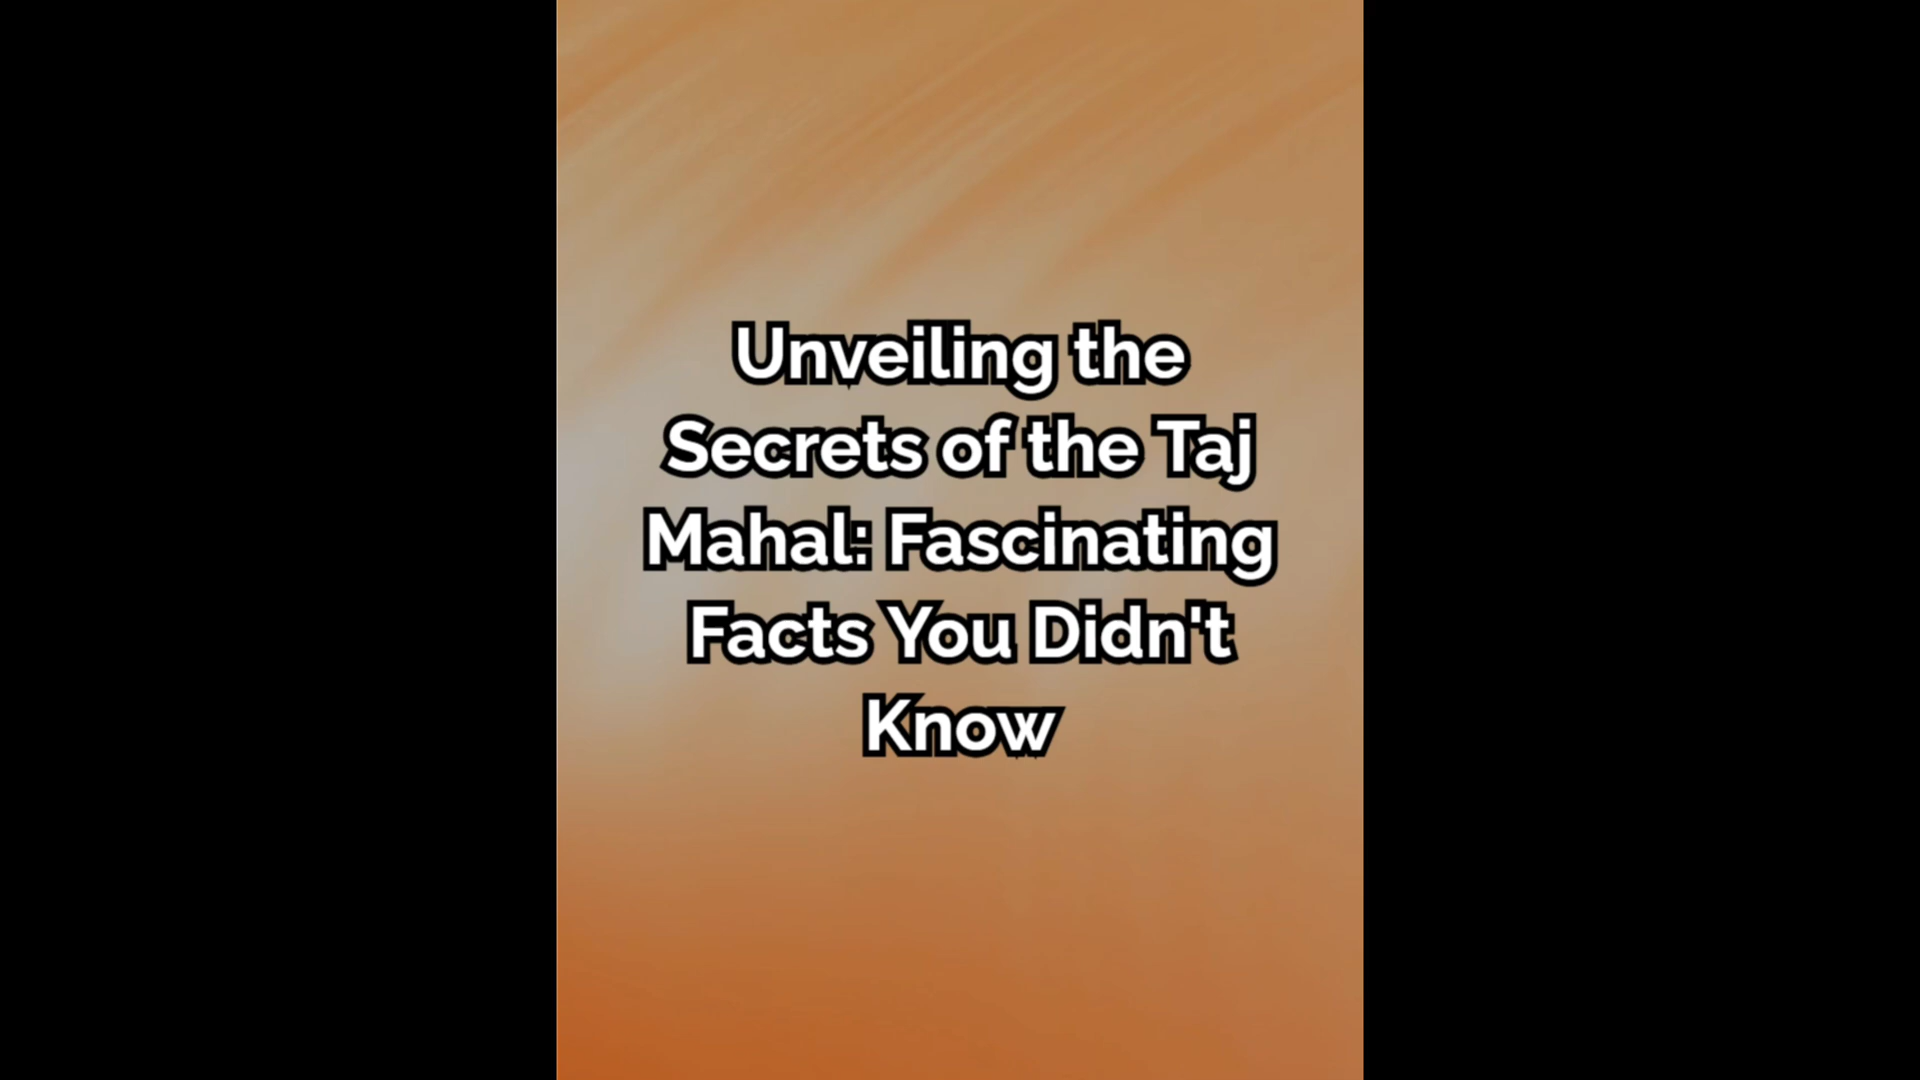 Unveiling the
Secrets of the Taj
Mahal: Fascinating
Facts You Didn't
Know